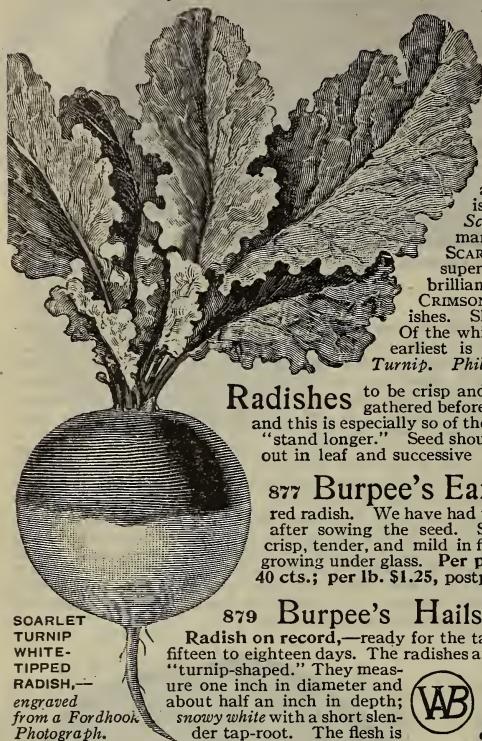 a
is
Sc
mar
SCAR
super
brillian
CRIMSON
ishes. S
Of the whi
earliest is
Turnip. Phil
Radishes to be crisp and
gathered before
and this is especially so of the
"stand longer." Seed shou
out in leaf and successive
877 Burpee's Ea
red radish. We have had
after sowing the seed. S
crisp, tender, and mild in f
growing under glass. Per p
40 cts.; per lb. $1.25, postp
879 Burpee's Hails
Radish on record,—ready for the ta
fifteen to eighteen days. The radishes a
"turnip-shaped." They meas-
ure one inch in diameter and
about half an inch in depth;
snowy white with a short slen-
der tap-root. The flesh is
SCARLET
TURNIP
WHITE-
TIPPED
RADISH,—
engraved
from a Fordhook
Photograph.
WAB